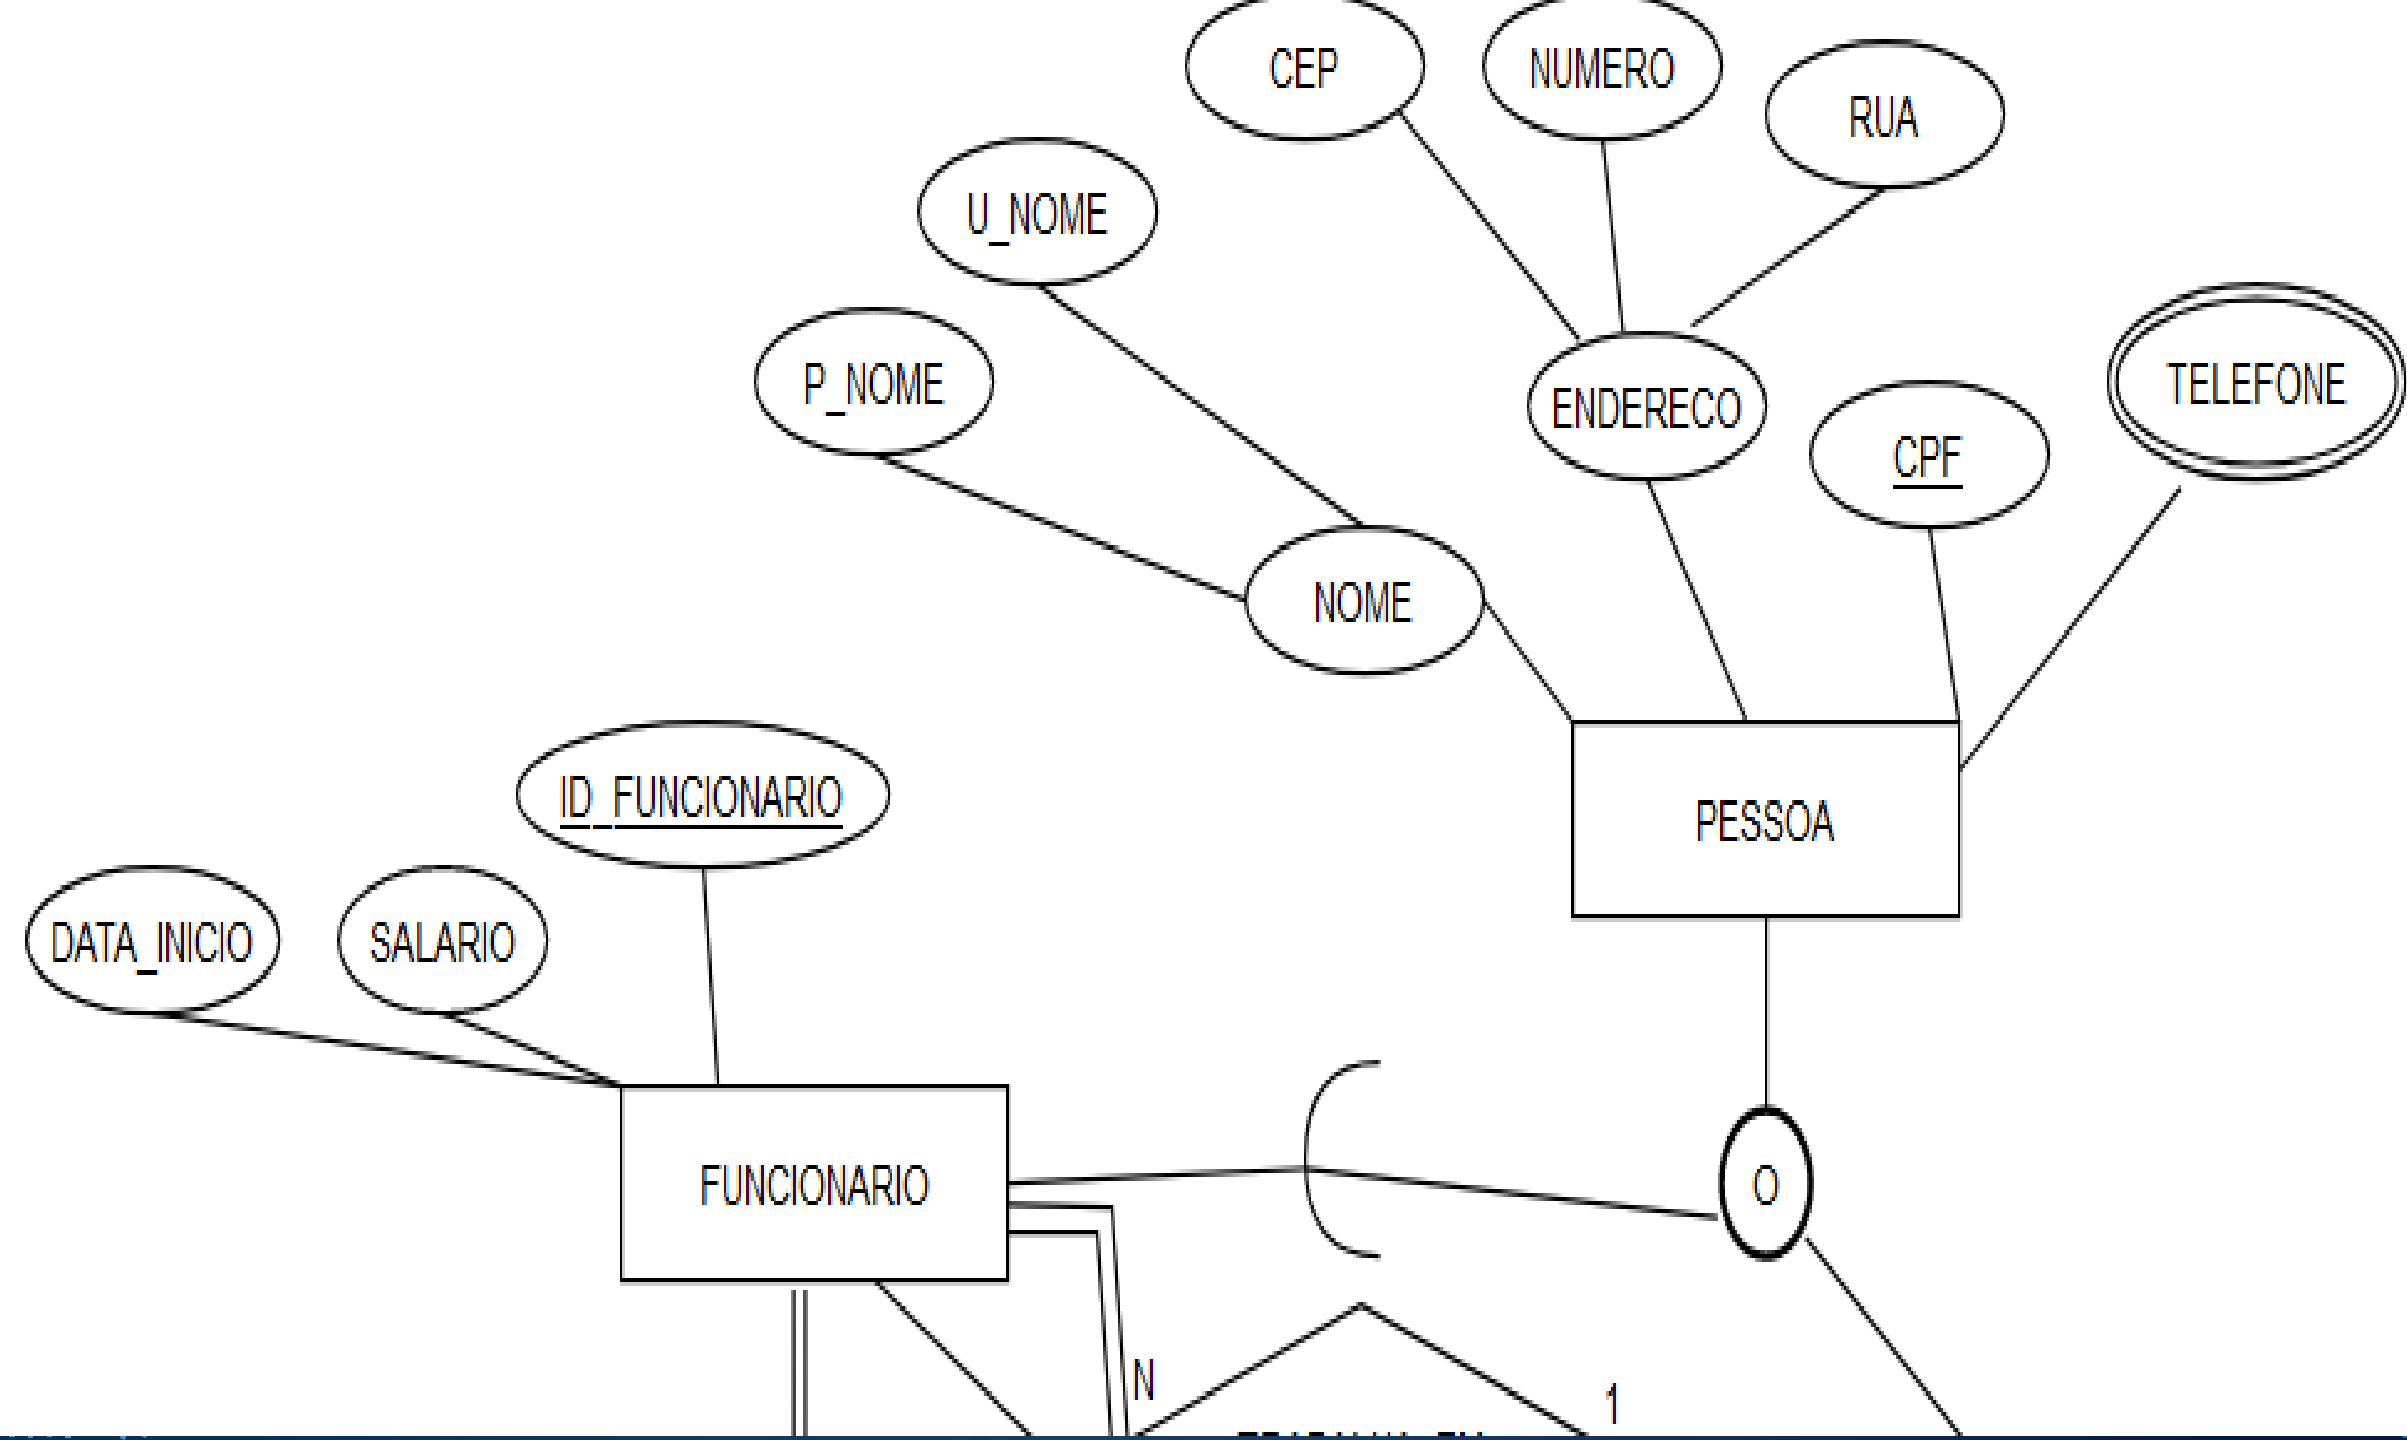 CEP
NUMERO
RUA
U_NOME
P_NOME
ENDERECO
CPF
TELEFONE
NOME
ID_FUNCIONARIO
PESSOA
DATA_INICIO
SALARIO
FUNCIONARIO
O
N
1